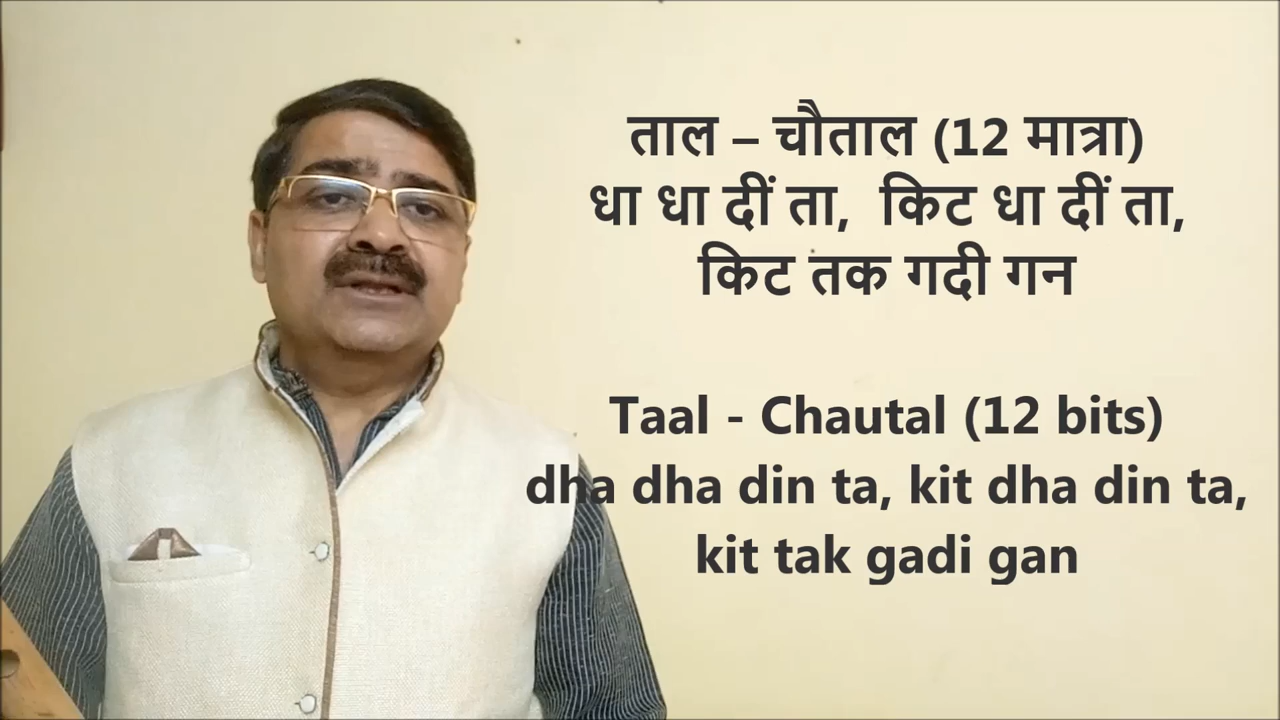 ताल – चौताल (12 मात्रा)
धा धा दीं ता, किट धा दीं ता,
किट तक गदी गन
Taal - Chautal (12 bits)
dha dha din ta, kit dha din ta,
kit tak gadi gan